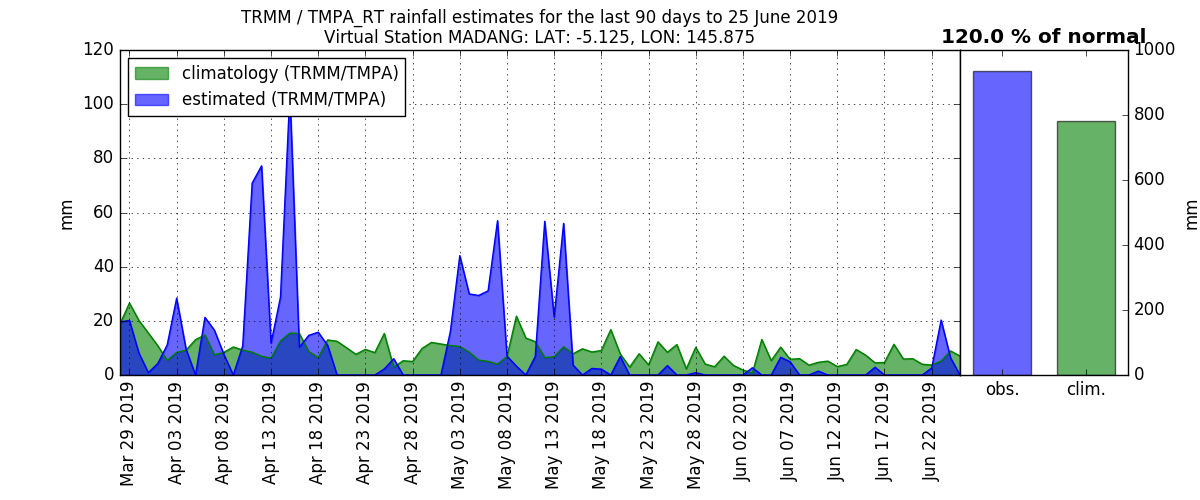 TRMM / TMPA_RT rainfall estimates for the last 90 days to 25 June 2019
Virtual Station MADANG: LAT: -5.125, LON: 145.875
120.0 % of normal
climatology (TRMM/TMPA)
estimated (TRMM/TMPA)
mm
120
100
80
60
40
20
0
Mar 29 2019
Apr 03 2019
Apr 08 2019
Apr 13 2019
Apr 18 2019
Apr 23 2019
Apr 28 2019
May 03 2019
May 08 2019
May 13 2019
May 18 2019
May 23 2019
May 28 2019
Jun 02 2019
Jun 07 2019
Jun 12 2019
Jun 17 2019
Jun 22 2019
obs.
clim.
1000
800
600
400
200
0
mm